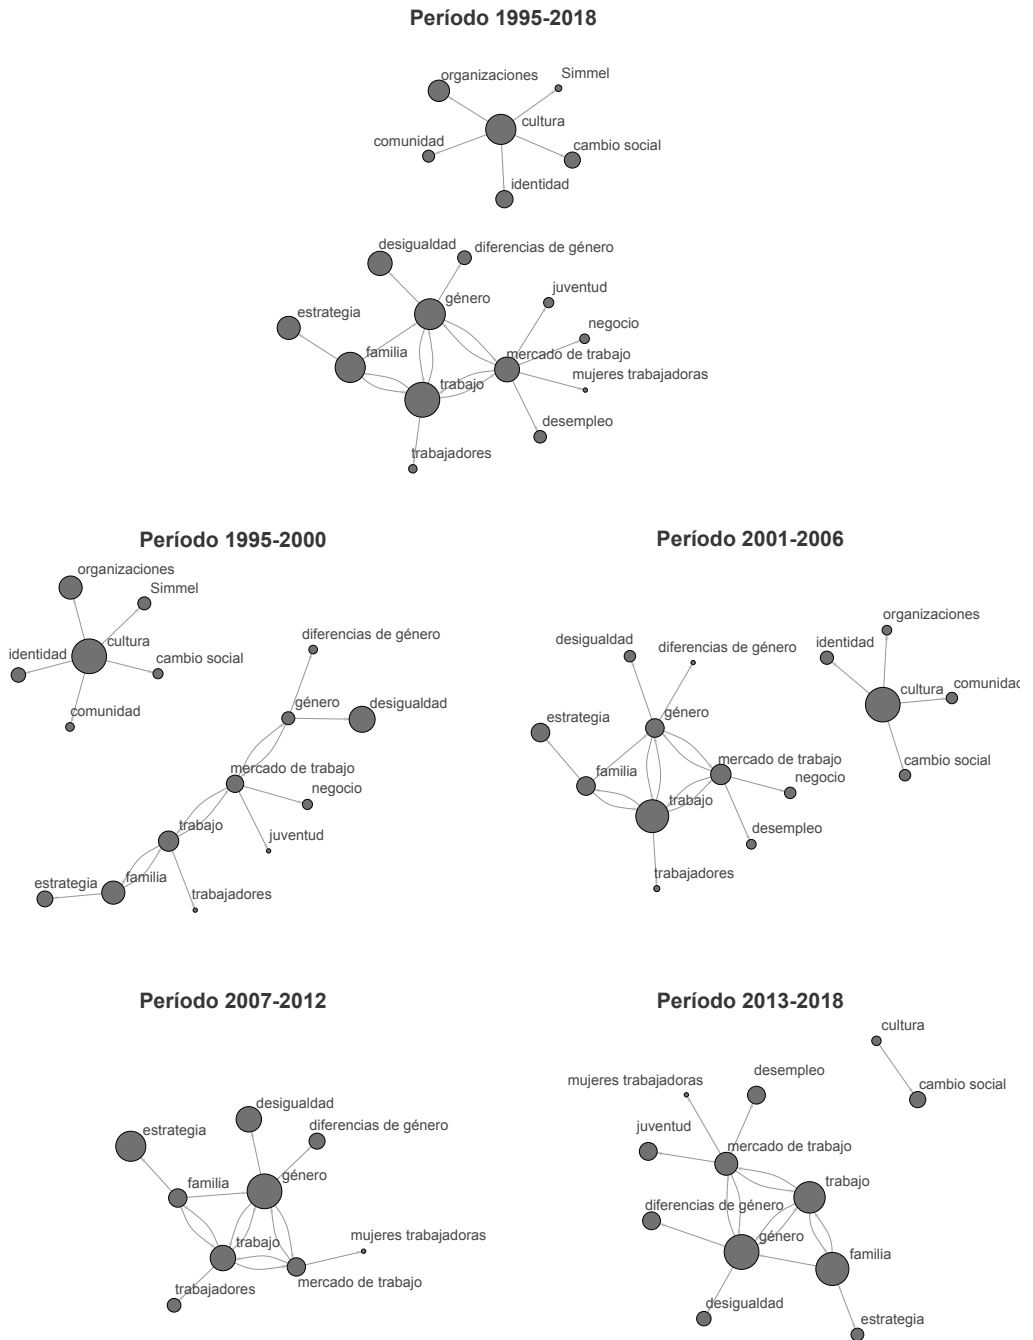 Período 1995-2018
organizaciones
Simmel
cultura
comunidad
cambio social
identidad
desigualdad
diferencias de género
juventud
género
estrategia
negocio
familia
mercado de trabajo
mujeres trabajadoras
trabajo
desempleo
trabajadores
Período 1995-2000
organizaciones
Simmel
cultura
identidad
cambio social
comunidad
diferencias de género
género
desigualdad
mercado de trabajo
negocio
trabajo
juventud
estrategia
familia
trabajadores
Período 2001-2006
organizaciones
desigualdad
diferencias de género
identidad
comunidad
cultura
género
estrategia
mercado de trabajo
cambio social
familia
negocio
trabajo
desempleo
trabajadores
Período 2007-2012
desigualdad
estrategia
diferencias de género
género
familia
mujeres trabajadoras
trabajo
mercado de trabajo
trabajadores
Período 2013-2018
cultura
desempleo
mujeres trabajadoras
cambio social
juventud
mercado de trabajo
trabajo
diferencias de género
género
familia
desigualdad
estrategia